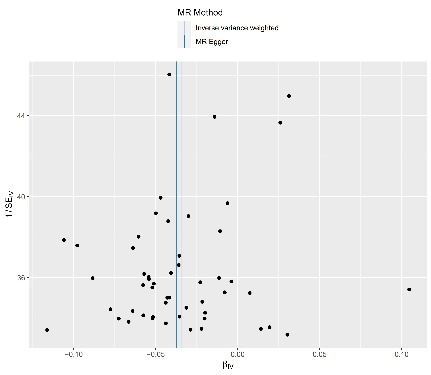 MR Method
Inverse variance weighted
MR Egger
44
40
36
1 / SEIV
−0.10
−0.05
0.00
0.05
0.10
βIV